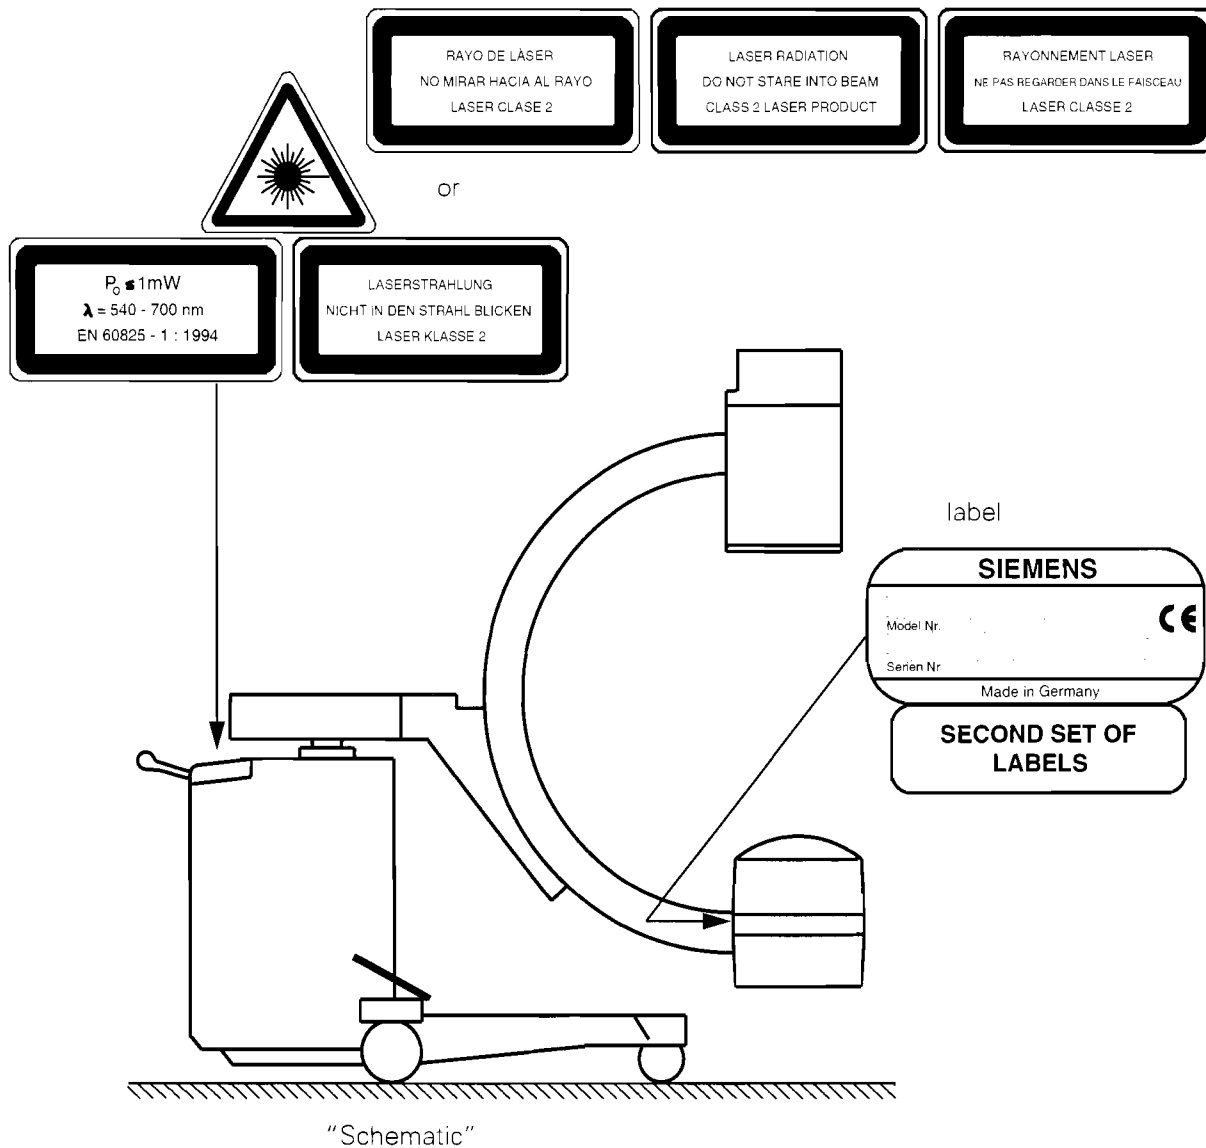 RAYO DE LÀSER
NO MIRAR HACIA AL RAYO
LASER CLASE 2
LASER RADIATION
DO NOT STARE INTO BEAM
CLASS 2 LASER PRODUCT
RAYONNEMENT LASER
NE PAS REGARDER DANS LE FAISCEAU
LASER CLASSE 2
or
P₀ ≤ 1mW
λ = 540 - 700 nm
EN 60825 - 1 : 1994
LASERSTRAHLUNG
NICHT IN DEN STRAHL BLICKEN
LASER KLASSE 2
label
SIEMENS
Model Nr.
CE
Serien Nr
Made in Germany
SECOND SET OF
LABELS
"Schematic"